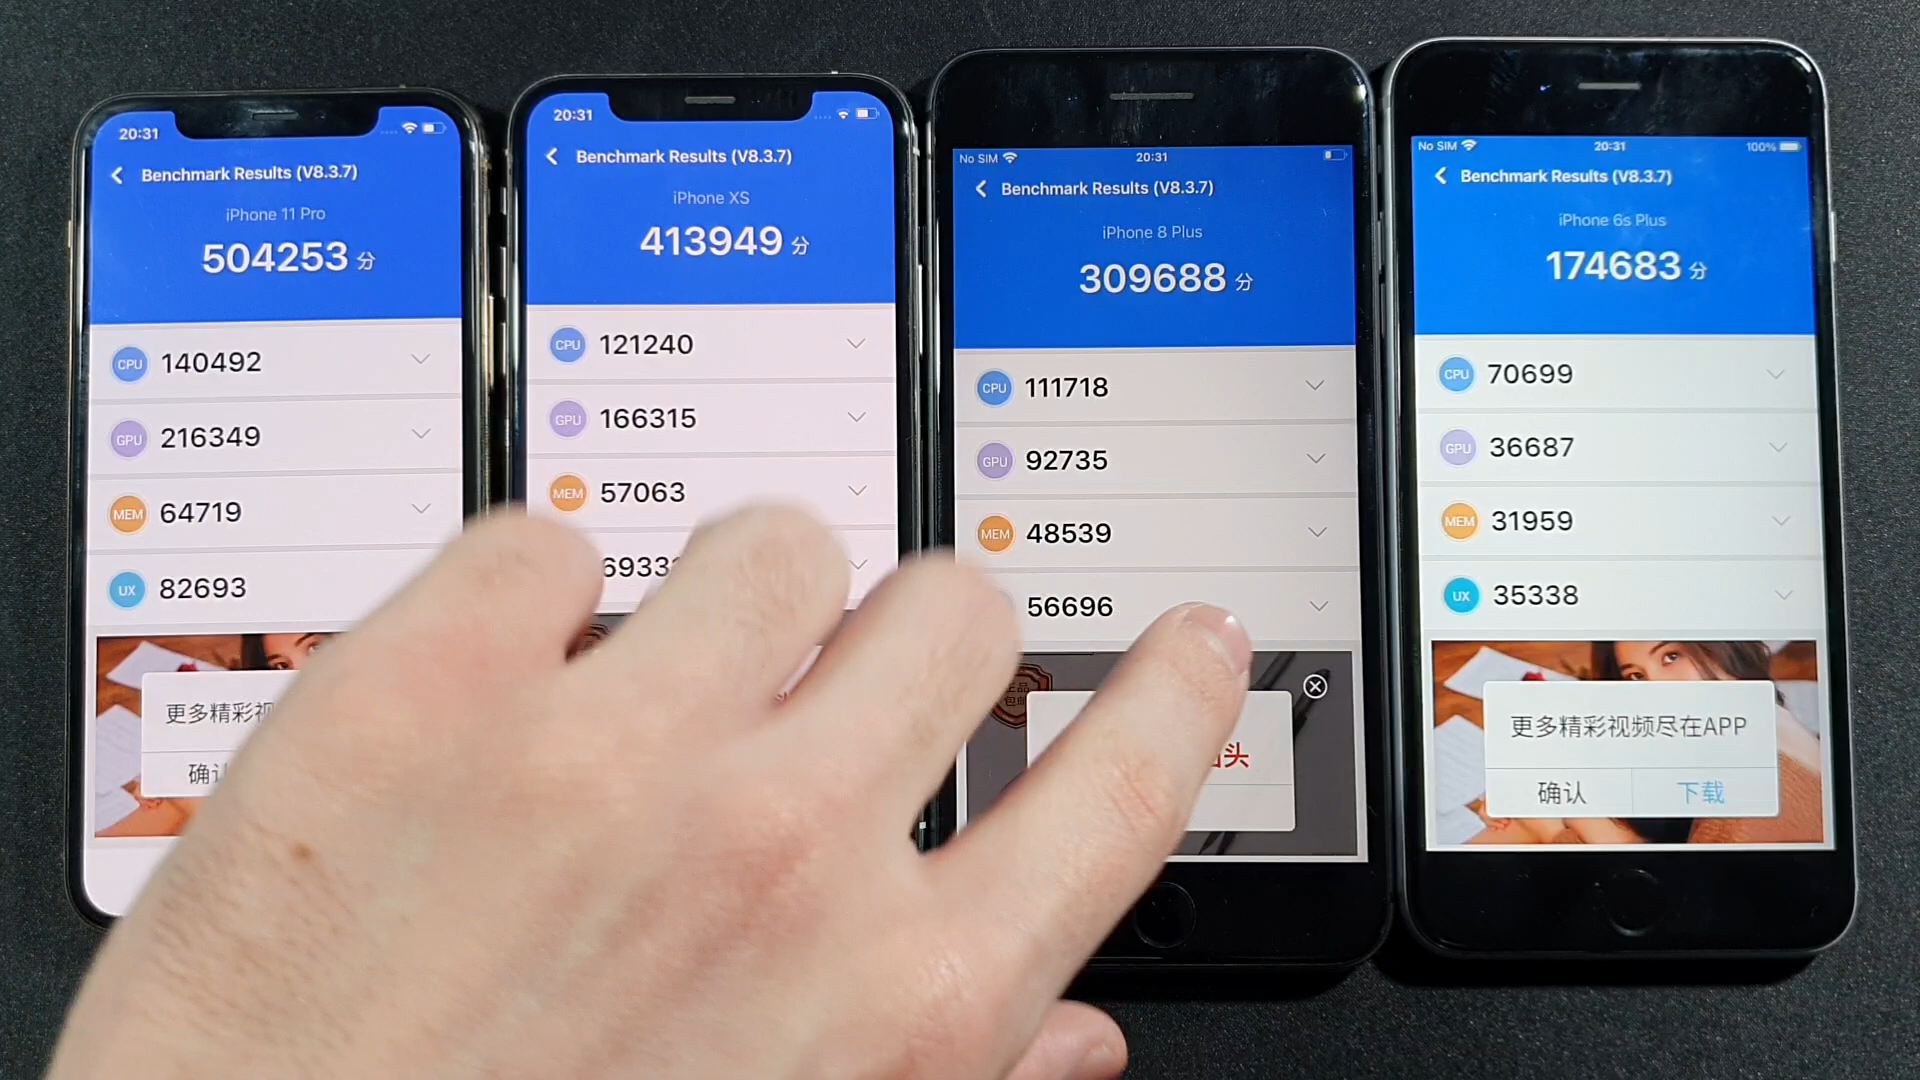 20:31
Benchmark Results (V8.3.7)
iPhone 11 Pro
504253 分
CPU 140492
GPU 216349
MEM 64719
UX 82693
更多精彩视
确认
20:31
Benchmark Results (V8.3.7)
iPhone XS
413949 分
CPU 121240
GPU 166315
MEM 57063
6933
No SIM 20:31
Benchmark Results (V8.3.7)
iPhone 8 Plus
309688 分
CPU 111718
GPU 92735
MEM 48539
56696
头
No SIM 20:31 100%
Benchmark Results (V8.3.7)
iPhone 6s Plus
174683 分
CPU 70699
GPU 36687
MEM 31959
UX 35338
更多精彩视频尽在APP
确认 下载